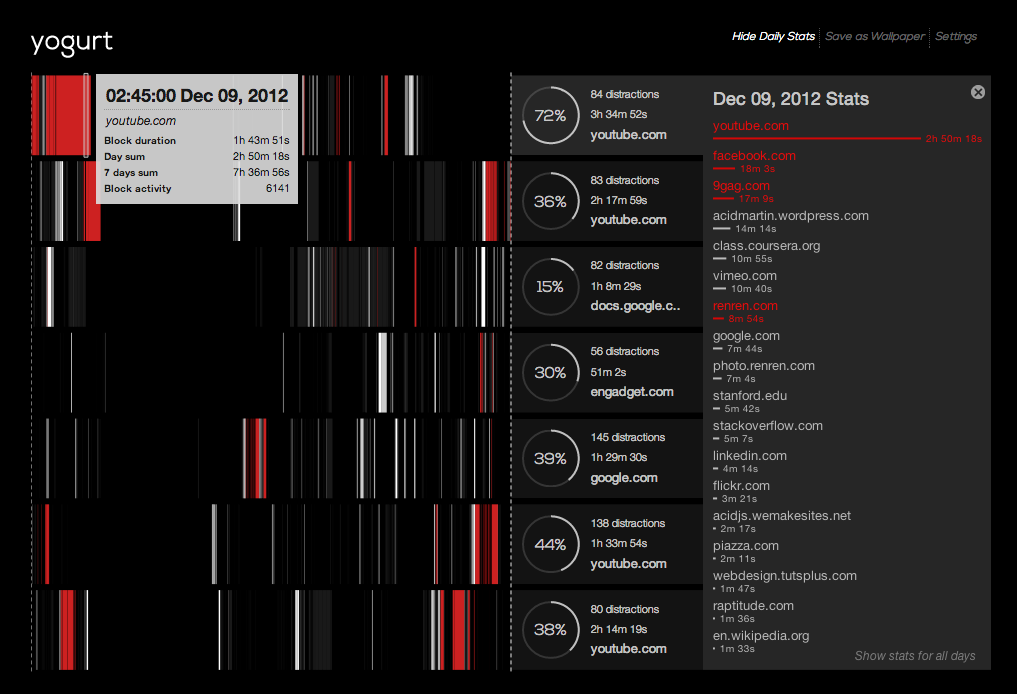 yogurt
Hide Daily Stats
Save as Wallpaper
Settings
02:45:00 Dec 09, 2012
youtube.com
Block duration 1h 43m 51s
Day sum 2h 50m 18s
7 days sum 7h 36m 56s
Block activity 6141
72%
84 distractions
3h 34m 52s
youtube.com
36%
83 distractions
2h 17m 59s
youtube.com
15%
82 distractions
1h 8m 29s
docs.google.c..
30%
56 distractions
51m 2s
engadget.com
39%
145 distractions
1h 29m 30s
google.com
44%
138 distractions
1h 33m 54s
youtube.com
38%
80 distractions
2h 14m 19s
youtube.com
Dec 09, 2012 Stats
youtube.com
2h 50m 18s
facebook.com
18m 3s
9gag.com
17m 9s
acidmartin.wordpress.com
14m 14s
class.coursera.org
10m 55s
vimeo.com
10m 40s
renren.com
8m 54s
google.com
7m 44s
photo.renren.com
7m 4s
stanford.edu
5m 42s
stackoverflow.com
5m 7s
linkedin.com
4m 14s
flickr.com
3m 21s
acidjs.wemakesites.net
2m 17s
piazza.com
2m 11s
webdesign.tutsplus.com
1m 47s
raptitude.com
1m 36s
en.wikipedia.org
1m 33s
Show stats for all days